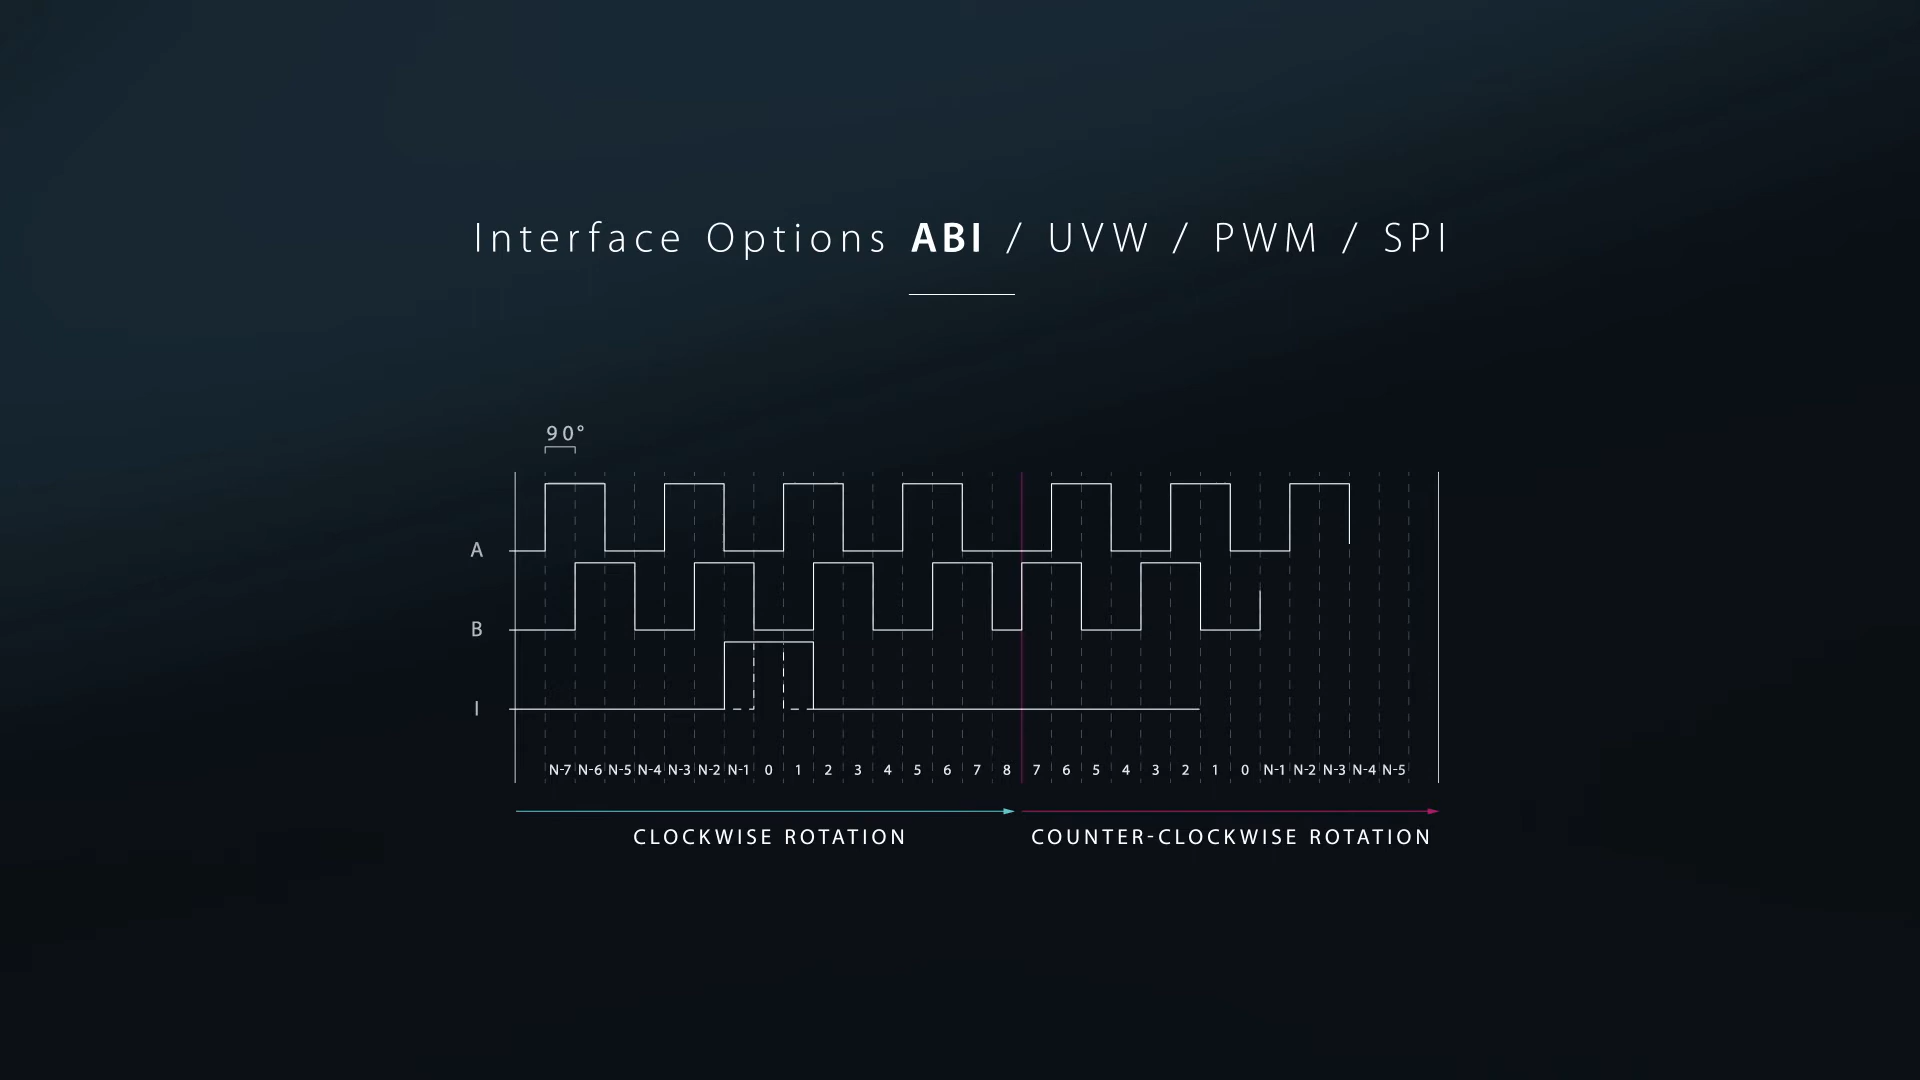 Interface Options ABI / UVW / PWM / SPI
90°
A
B
I
N-7 N-6 N-5 N-4 N-3 N-2 N-1 0 1 2 3 4 5 6 7 8 7 6 5 4 3 2 1 0 N-1 N-2 N-3 N-4 N-5
CLOCKWISE ROTATION COUNTER-CLOCKWISE ROTATION